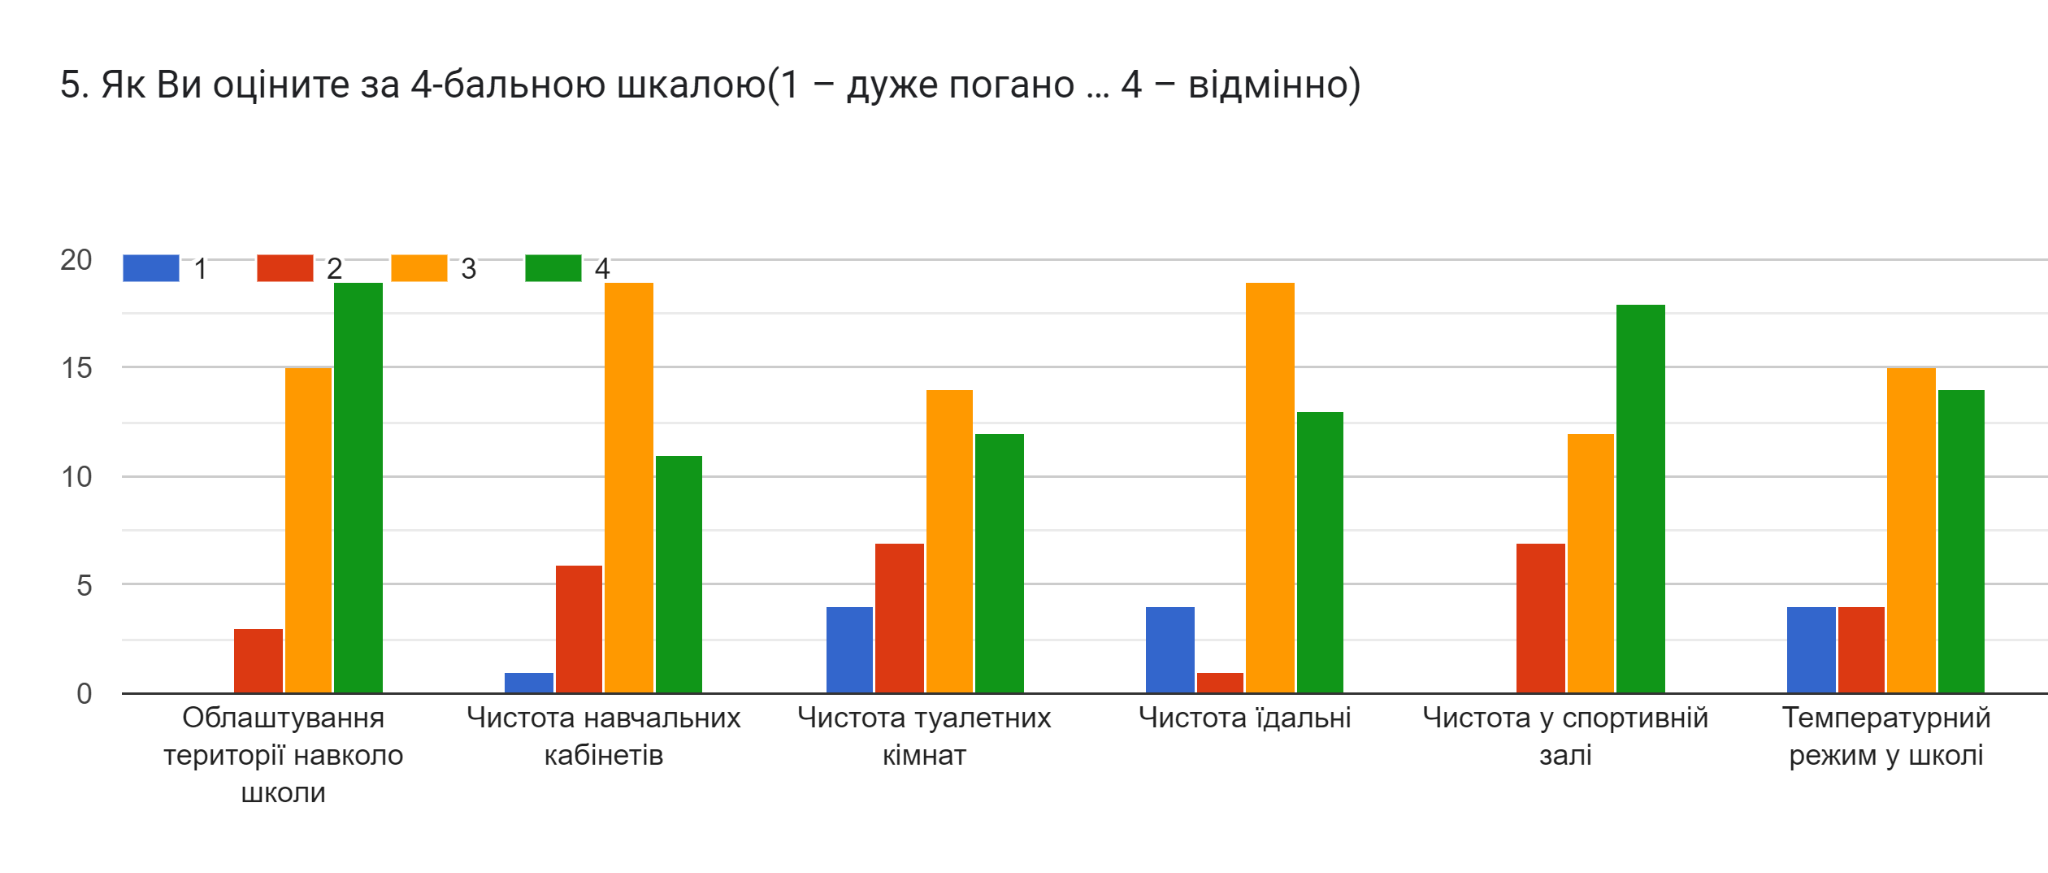 5. Як Ви оціните за 4-бальною шкалою(1 – дуже погано ... 4 – відмінно)
1 2 3 4
20
15
10
5
0
Облаштування
території навколо
школи
Чистота навчальних
кабінетів
Чистота туалетних
кімнат
Чистота їдальні
Чистота у спортивній
залі
Температурний
режим у школі